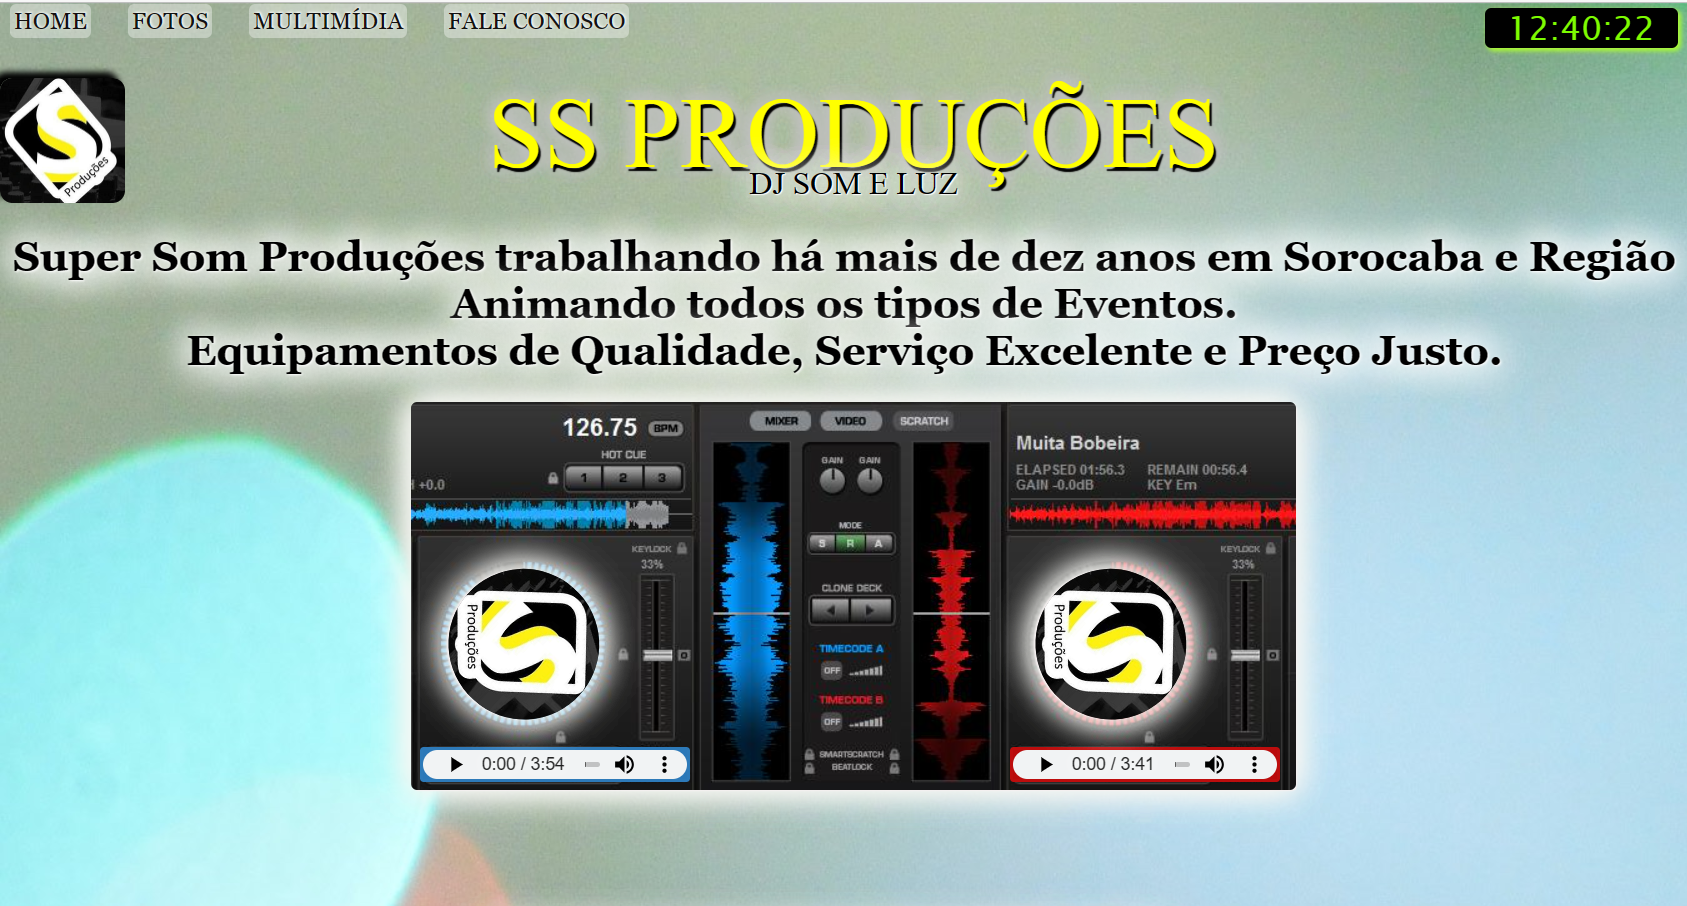 HOME FOTOS MULTIMÍDIA FALE CONOSCO
12:40:22
S
Produções
SS PRODUÇÕES
DJ SOM E LUZ
Super Som Produções trabalhando há mais de dez anos em Sorocaba e Região
Animando todos os tipos de Eventos.
Equipamentos de Qualidade, Serviço Excelente e Preço Justo.
126.75 BPM
HOT CUE
1 2 3
+0.0
KEYLOCK
33%
S
Produções
0:00 / 3:54
MIXER VIDEO SCRATCH
GAIN GAIN
MODE
S R A
CLONE DECK
TIMECODE A
OFF
TIMECODE B
OFF
SMARTSCRATCH
BEATLOCK
Muita Bobeira
ELAPSED 01:56.3 REMAIN 00:56.4
GAIN -0.0dB KEY Em
KEYLOCK
33%
S
Produções
0:00 / 3:41